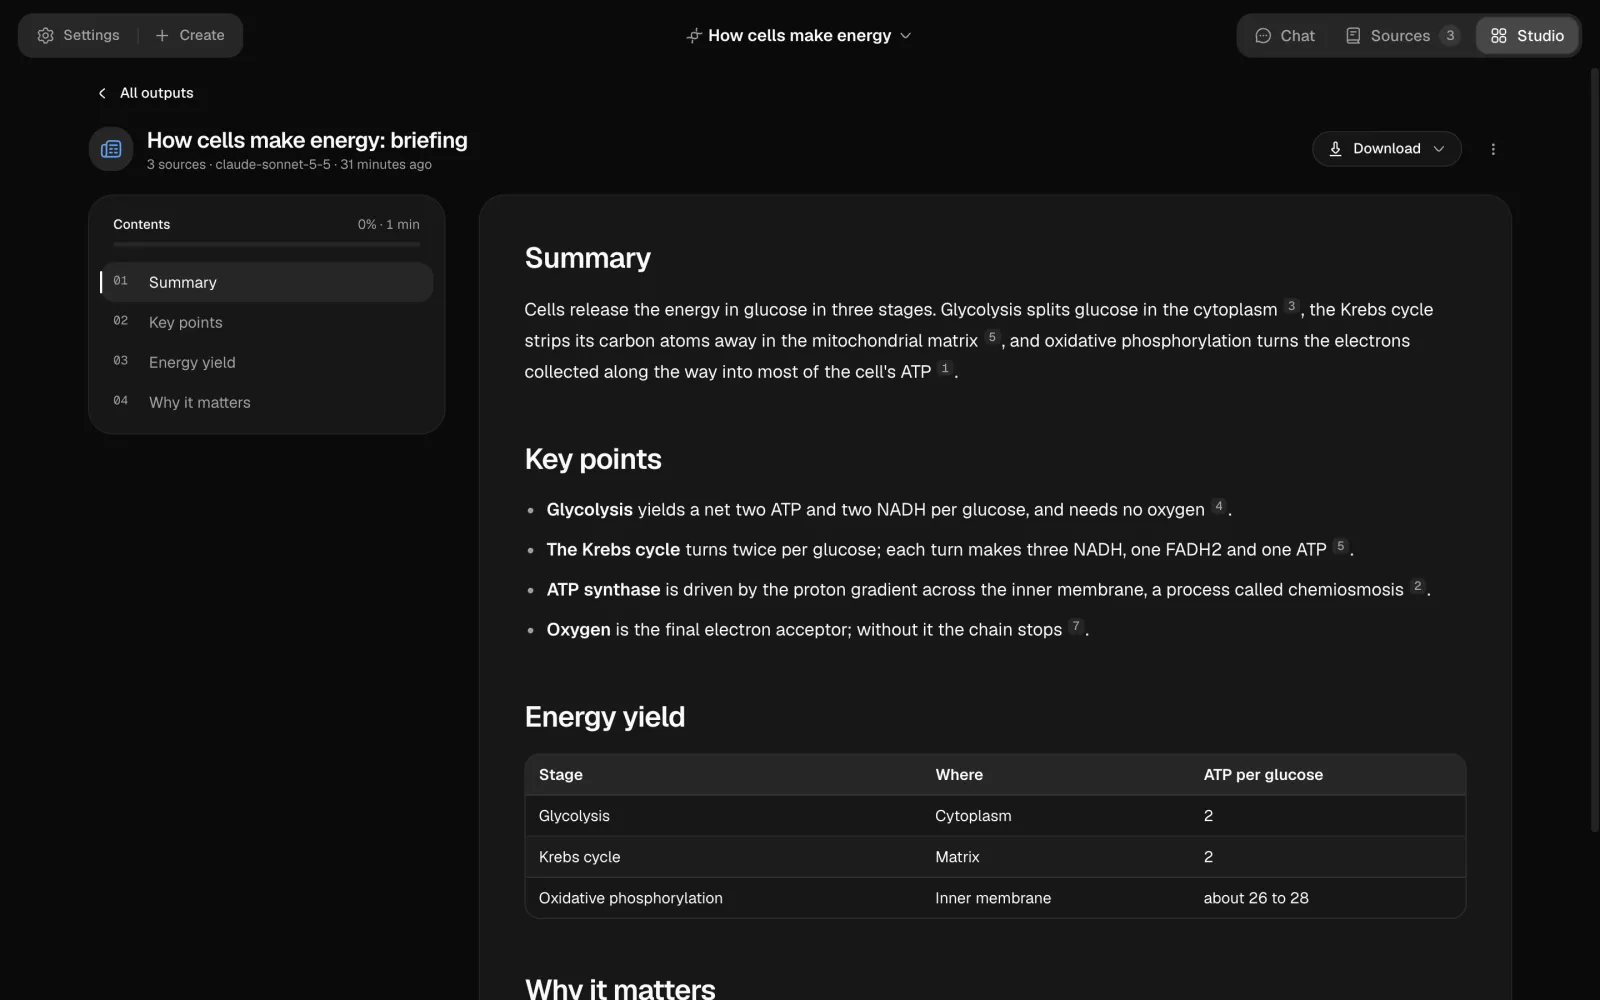 Settings
Create
How cells make energy
Chat
Sources 3
Studio
All outputs
How cells make energy: briefing
3 sources · claude-sonnet-5-5 · 31 minutes ago
Download
Contents
0% · 1 min
01 Summary
02 Key points
03 Energy yield
04 Why it matters
Summary
Cells release the energy in glucose in three stages. Glycolysis splits glucose in the cytoplasm 3, the Krebs cycle
strips its carbon atoms away in the mitochondrial matrix 5, and oxidative phosphorylation turns the electrons
collected along the way into most of the cell's ATP 1.
Key points
• Glycolysis yields a net two ATP and two NADH per glucose, and needs no oxygen 4.
• The Krebs cycle turns twice per glucose; each turn makes three NADH, one FADH2 and one ATP 5.
• ATP synthase is driven by the proton gradient across the inner membrane, a process called chemiosmosis 2.
• Oxygen is the final electron acceptor; without it the chain stops 7.
Energy yield
Stage Where ATP per glucose
Glycolysis Cytoplasm 2
Krebs cycle Matrix 2
Oxidative phosphorylation Inner membrane about 26 to 28
Why it matters